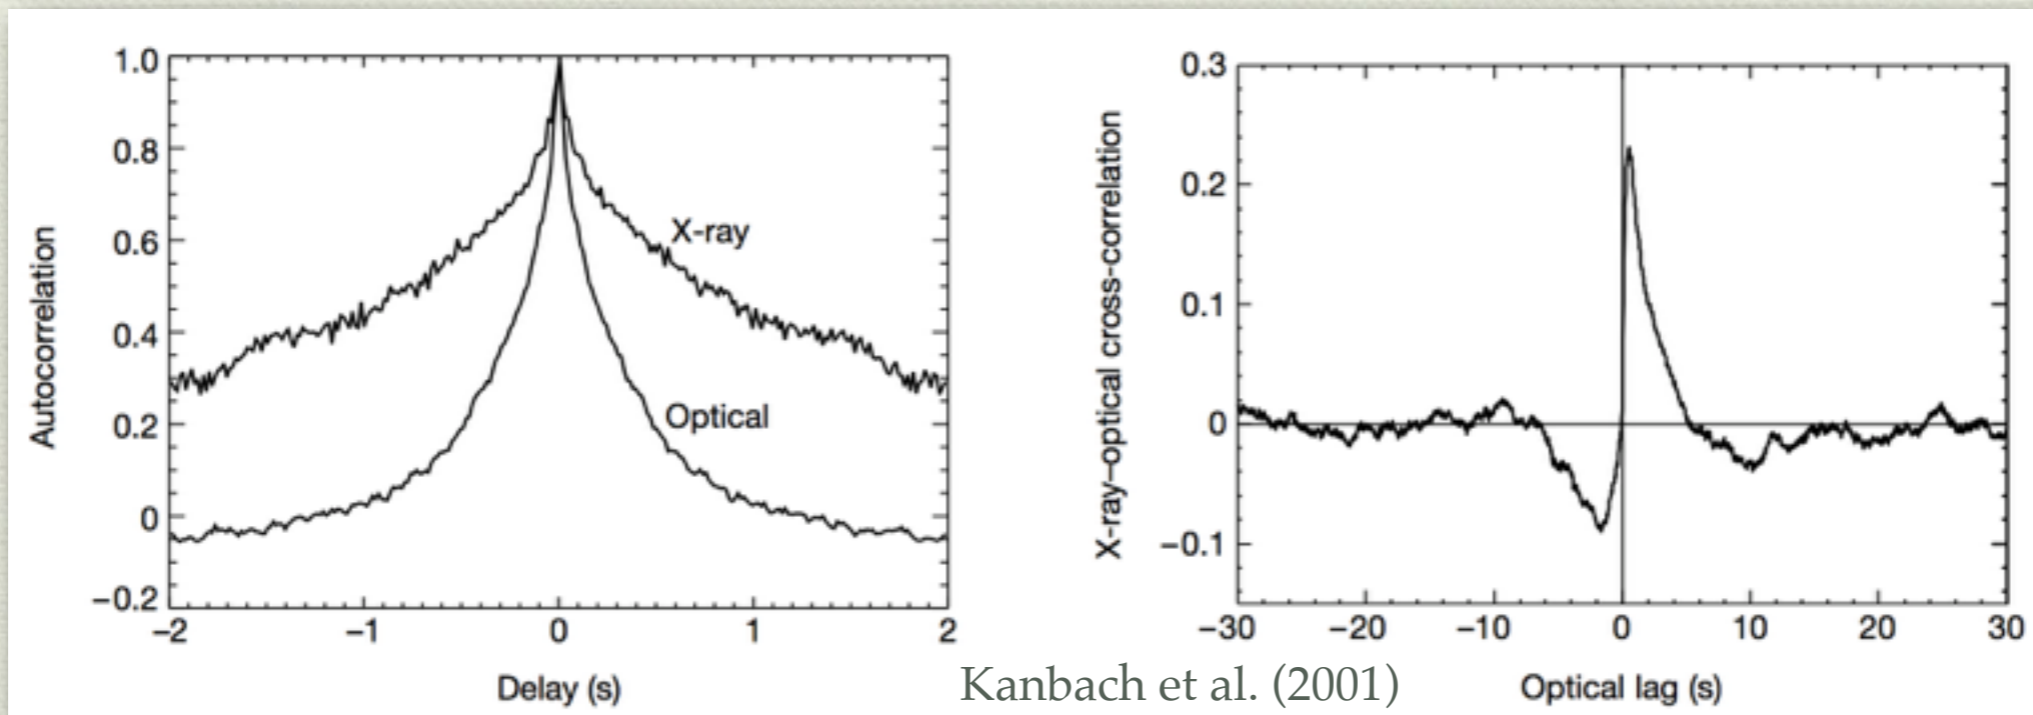 Autocorrelation
1.0
0.8
0.6
0.4
0.2
0
−0.2
X-ray
Optical
−2 −1 0 1 2
Delay (s)
X-ray–optical cross-correlation
0.3
0.2
0.1
0
−0.1
−30 −20 −10 0 10 20 30
Optical lag (s)
Kanbach et al. (2001)